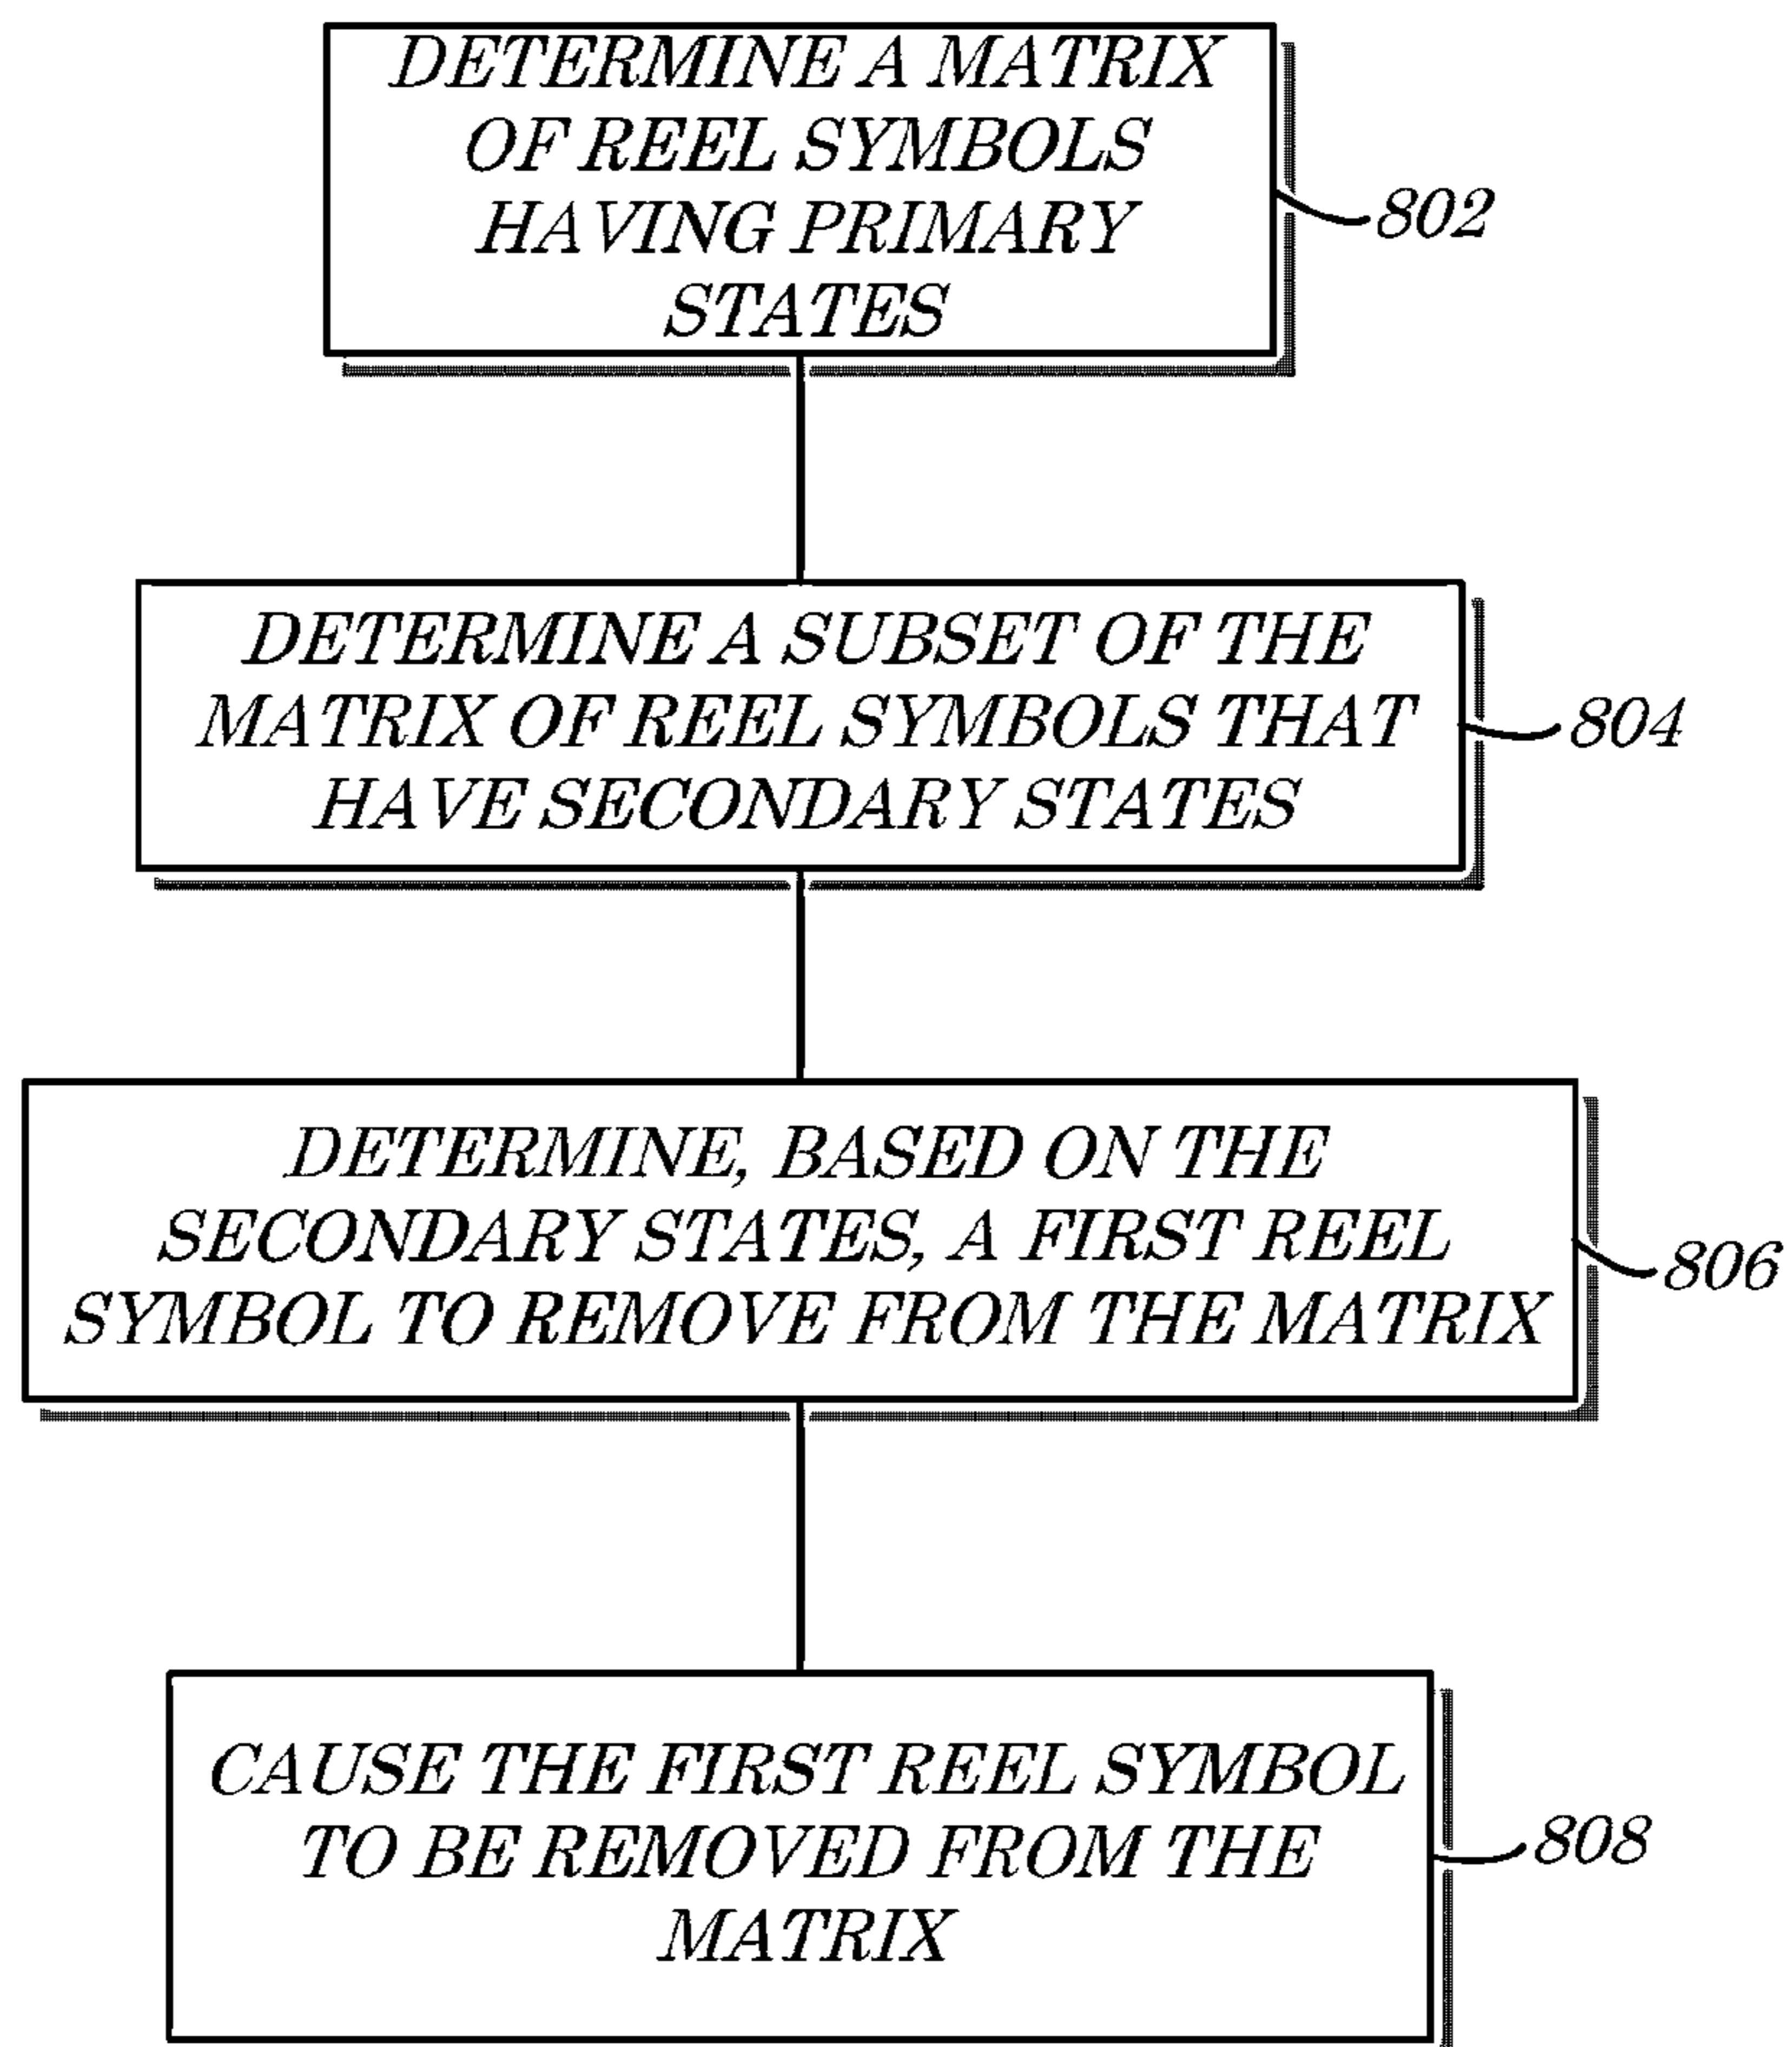 DETERMINE A MATRIX
OF REEL SYMBOLS
HAVING PRIMARY
STATES
802
DETERMINE A SUBSET OF THE
MATRIX OF REEL SYMBOLS THAT
HAVE SECONDARY STATES
804
DETERMINE, BASED ON THE
SECONDARY STATES, A FIRST REEL
SYMBOL TO REMOVE FROM THE MATRIX
806
CAUSE THE FIRST REEL SYMBOL
TO BE REMOVED FROM THE
MATRIX
808